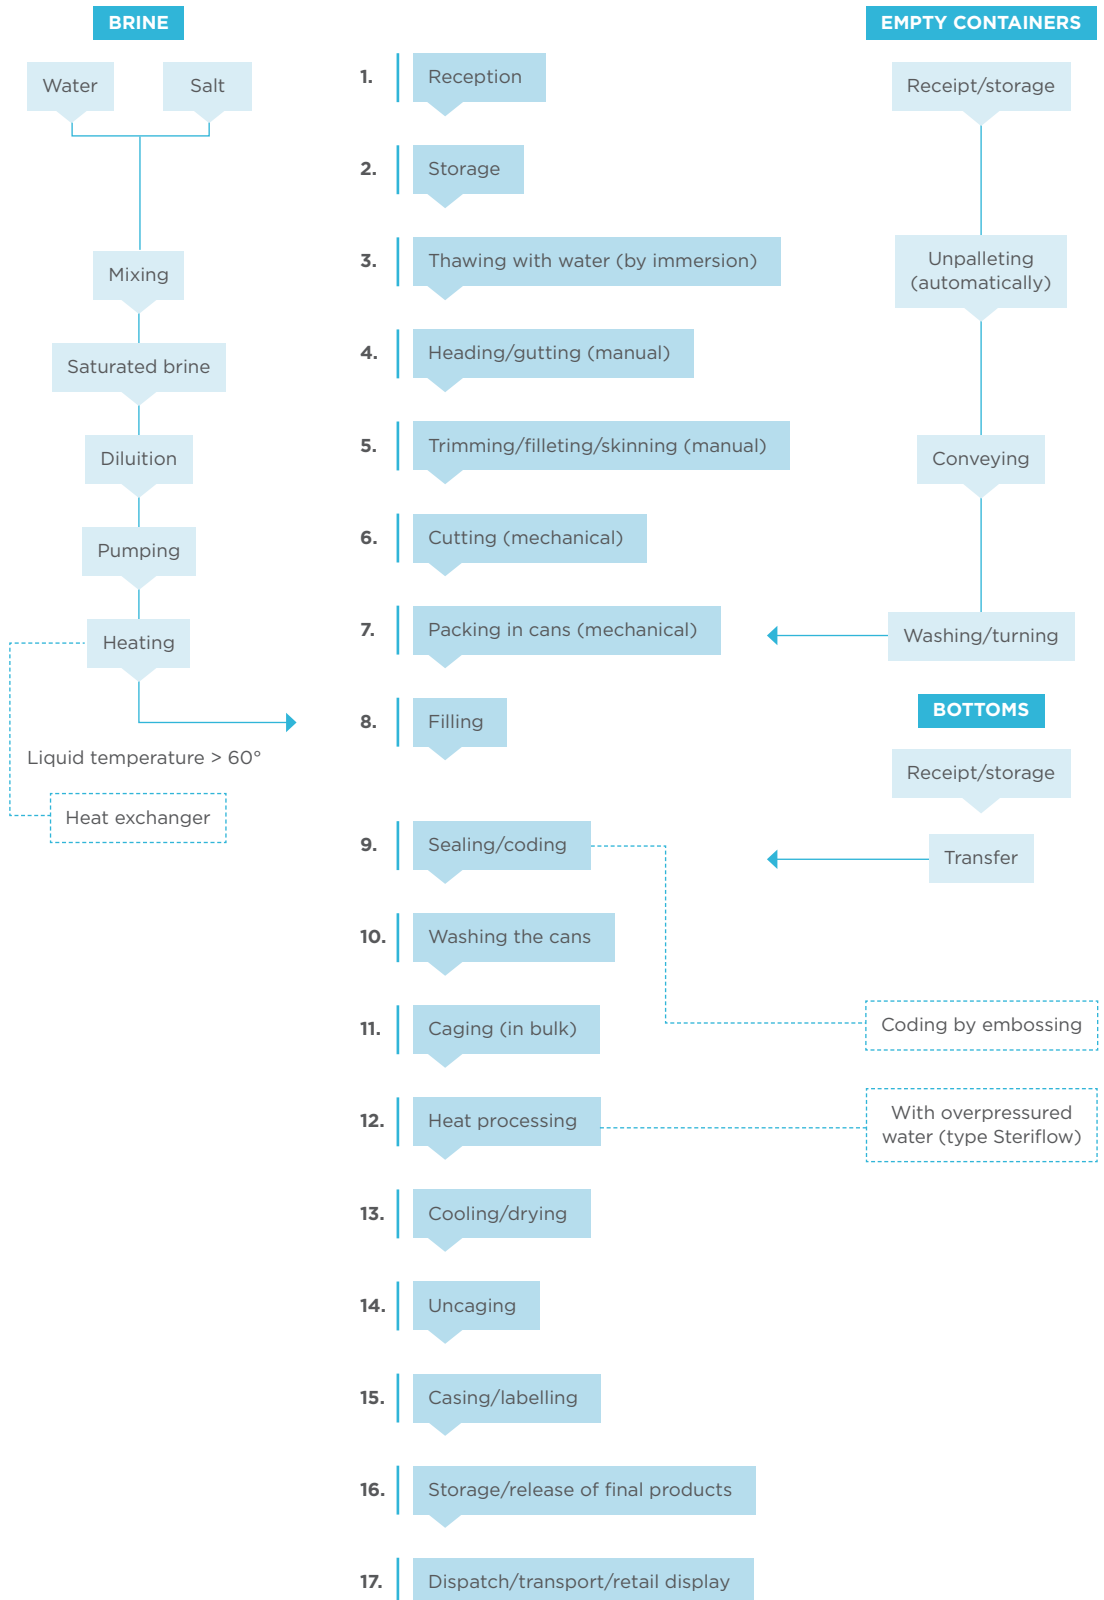 BRINE
Water
Salt
Mixing
Saturated brine
Diluition
Pumping
Heating
Liquid temperature > 60°
Heat exchanger
1. Reception
2. Storage
3. Thawing with water (by immersion)
4. Heading/gutting (manual)
5. Trimming/filleting/skinning (manual)
6. Cutting (mechanical)
7. Packing in cans (mechanical)
8. Filling
9. Sealing/coding
10. Washing the cans
11. Caging (in bulk)
12. Heat processing
13. Cooling/drying
14. Uncaging
15. Casing/labelling
16. Storage/release of final products
17. Dispatch/transport/retail display
EMPTY CONTAINERS
Receipt/storage
Unpalleting
(automatically)
Conveying
Washing/turning
BOTTOMS
Receipt/storage
Transfer
Coding by embossing
With overpressured
water (type Steriflow)